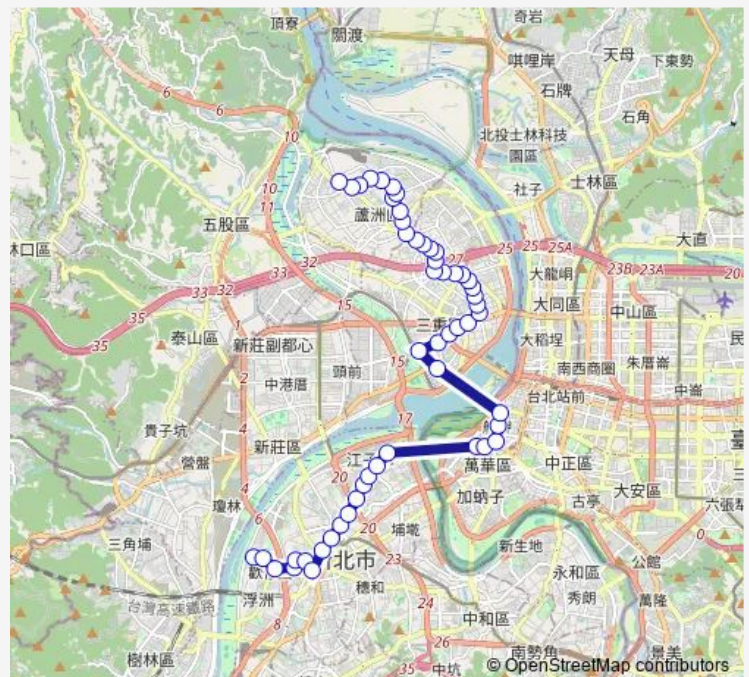 奇岩
頂寮
關渡
唭哩岸
天母
下東勢
石牌
6
6
石角
10
北投士林科技
園區
10
11
社子
士林區
蘆洲
五股區
林口區
25
25
25A
大直
27
32
33
23B
23A
20
大龍峒
33
32
15
大同區
中山區
35
35
泰山區
1
三重
大稻埕
民
新莊副都心
15
朱厝崙
南西商圈
頭前
2
中港厝
中崙
台北站前
17
貴子坑
4
新莊區
江子
營盤
20
萬華區
中正區
4
大安區
瓊林
加蚋子
古亭
六張犁
6
20
埔墘
0
三角埔
新生地
北市
23
公館
永和區
浮洲
穗和
秀朗
萬隆
台灣高速鐵路
24
中和區
8
26
南勢角
景美
樹林區
35
中坑
© OpenStreetMap contributors